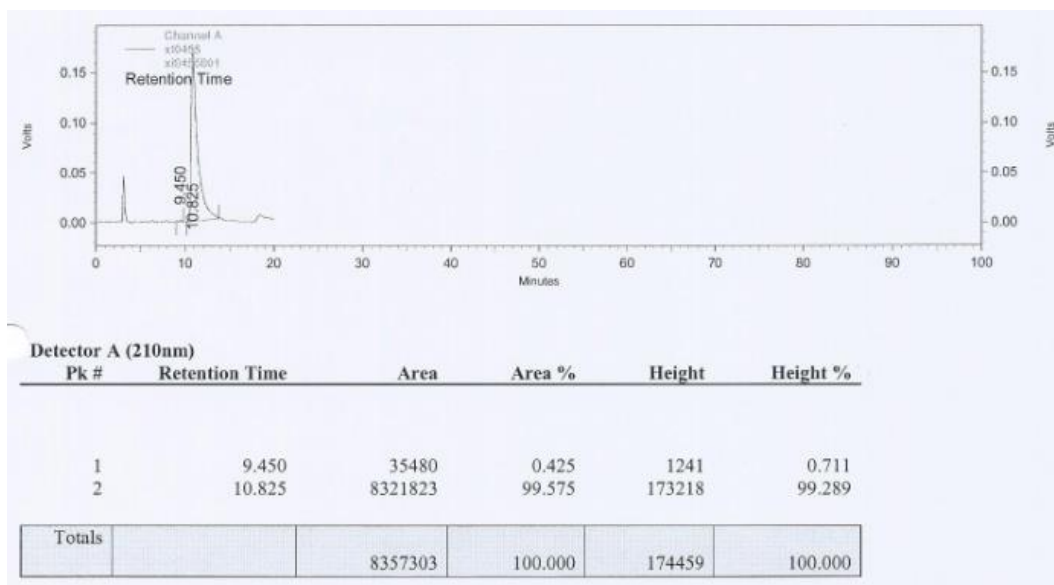 Channel A
xl0455
xl0455001
Retention Time
Volts
0.15
0.10
0.05
0.00
9.450
10.825
0.15
0.10
0.05
0.00
Volts
0 10 20 30 40 50 60 70 80 90 100
Minutes
Detector A (210nm)
Pk # Retention Time Area Area % Height Height %
1 9.450 35480 0.425 1241 0.711
2 10.825 8321823 99.575 173218 99.289
Totals
8357303 100.000 174459 100.000